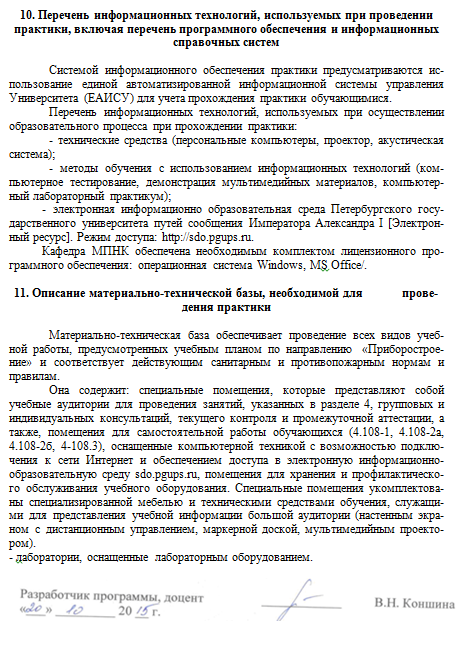 10. Перечень информационных технологий, используемых при проведении
практики, включая перечень программного обеспечения и информационных
справочных систем
Системой информационного обеспечения практики предусматриваются ис-
пользование единой автоматизированной информационной системы управления
Университета (ЕАИСУ) для учета прохождения практики обучающимися.
Перечень информационных технологий, используемых при осуществлении
образовательного процесса при прохождении практики:
- технические средства (персональные компьютеры, проектор, акустическая
система);
- методы обучения с использованием информационных технологий (ком-
пьютерное тестирование, демонстрация мультимедийных материалов, компьютер-
ный лабораторный практикум);
- электронная информационно образовательная среда Петербургского госу-
дарственного университета путей сообщения Императора Александра I [Электрон-
ный ресурс]. Режим доступа: http://sdo.pgups.ru.
Кафедра МПНК обеспечена необходимым комплектом лицензионного про-
граммного обеспечения: операционная система Windows, MS Office/.
11. Описание материально-технической базы, необходимой для прове-
дения практики
Материально-техническая база обеспечивает проведение всех видов учеб-
ной работы, предусмотренных учебным планом по направлению «Приборострое-
ние» и соответствует действующим санитарным и противопожарным нормам и
правилам.
Она содержит: специальные помещения, которые представляют собой
учебные аудитории для проведения занятий, указанных в разделе 4, групповых и
индивидуальных консультаций, текущего контроля и промежуточной аттестации, а
также, помещения для самостоятельной работы обучающихся (4.108-1, 4.108-2а,
4.108-2б, 4-108.3), оснащенные компьютерной техникой с возможностью подклю-
чения к сети Интернет и обеспечением доступа в электронную информационно-
образовательную среду sdo.pgups.ru, помещения для хранения и профилактическо-
го обслуживания учебного оборудования. Специальные помещения укомплектова-
ны специализированной мебелью и техническими средствами обучения, служащи-
ми для представления учебной информации большой аудитории (настенным экра-
ном с дистанционным управлением, маркерной доской, мультимедийным проекто-
ром).
- лаборатории, оснащенные лабораторным оборудованием.
Разработчик программы, доцент В.Н. Коншина
«20» 10 2015 г.